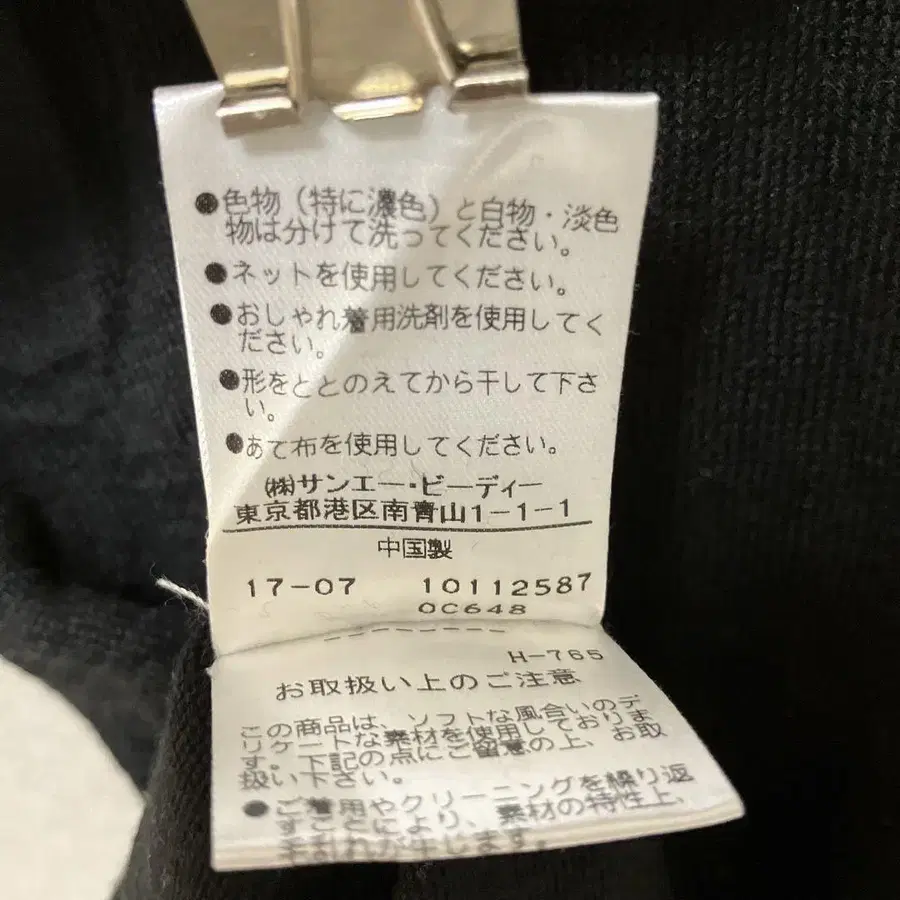 ●色物（特に濃色）と白物・淡色
物は分けて洗ってください。
●ネットを使用してください。
●おしゃれ着用洗剤を使用してく
ださい。
●形をととのえてから干して下さ
い。
●あて布を使用してください。
㈱サンエー・ビーディー
東京都港区南青山1-1-1
中国製
17-07 10112587
0C648
H-765
お取扱い上のご注意
この商品は、ソフトな風合いのデ
リケートな素材を使用しておりま
す。下記の点にご留意の上、お取
扱い下さい。
●ご着用やクリーニングを繰り返
すことにより、素材の特性上、
毛乱れが生じます。